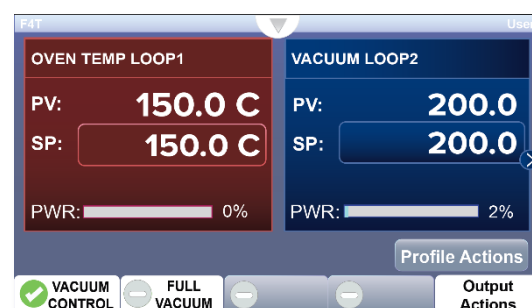 F4T
User
OVEN TEMP LOOP1
PV: 150.0 C
SP: 150.0 C
PWR: 0%
VACUUM LOOP2
PV: 200.0
SP: 200.0
PWR: 2%
Profile Actions
VACUUM
CONTROL
FULL
VACUUM
Output
Actions